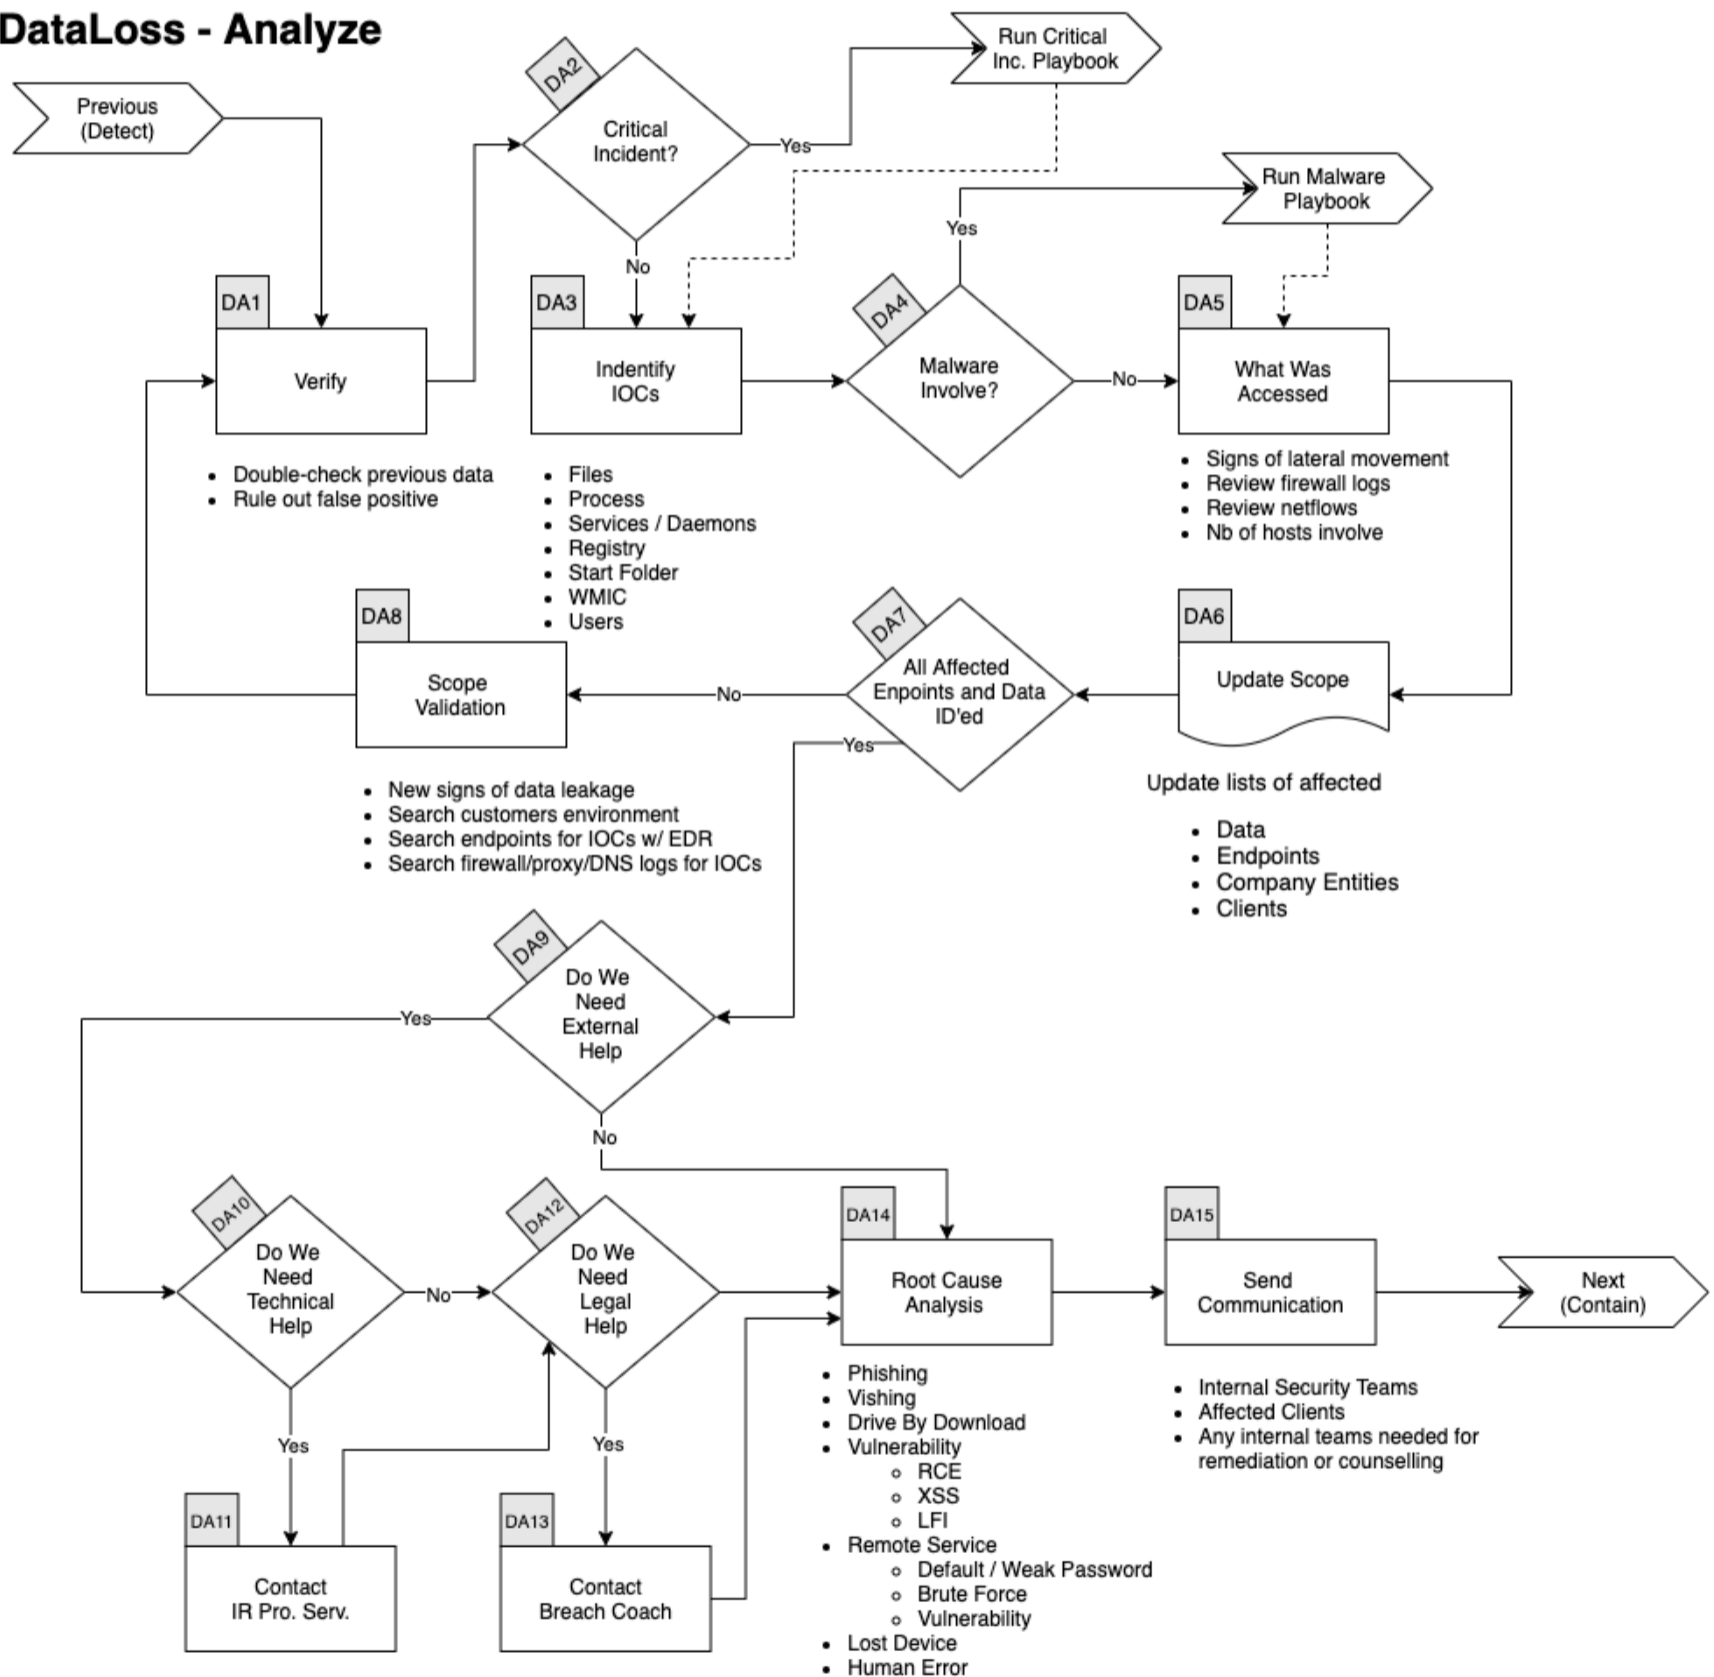 DataLoss - Analyze
Previous
(Detect)
DA2
Critical
Incident?
Yes
No
Run Critical
Inc. Playbook
Run Malware
Playbook
DA1
Verify
• Double-check previous data
• Rule out false positive
DA3
Indentify
IOCs
• Files
• Process
• Services / Daemons
• Registry
• Start Folder
• WMIC
• Users
DA4
Malware
Involve?
Yes
No
DA5
What Was
Accessed
• Signs of lateral movement
• Review firewall logs
• Review netflows
• Nb of hosts involve
DA6
Update Scope
Update lists of affected
• Data
• Endpoints
• Company Entities
• Clients
DA7
All Affected
Enpoints and Data
ID'ed
No
Yes
DA8
Scope
Validation
• New signs of data leakage
• Search customers environment
• Search endpoints for IOCs w/ EDR
• Search firewall/proxy/DNS logs for IOCs
DA9
Do We
Need
External
Help
Yes
No
DA10
Do We
Need
Technical
Help
No
Yes
DA11
Contact
IR Pro. Serv.
DA12
Do We
Need
Legal
Help
Yes
DA13
Contact
Breach Coach
DA14
Root Cause
Analysis
• Phishing
• Vishing
• Drive By Download
• Vulnerability
○ RCE
○ XSS
○ LFI
• Remote Service
○ Default / Weak Password
○ Brute Force
○ Vulnerability
• Lost Device
• Human Error
DA15
Send
Communication
• Internal Security Teams
• Affected Clients
• Any internal teams needed for
remediation or counselling
Next
(Contain)